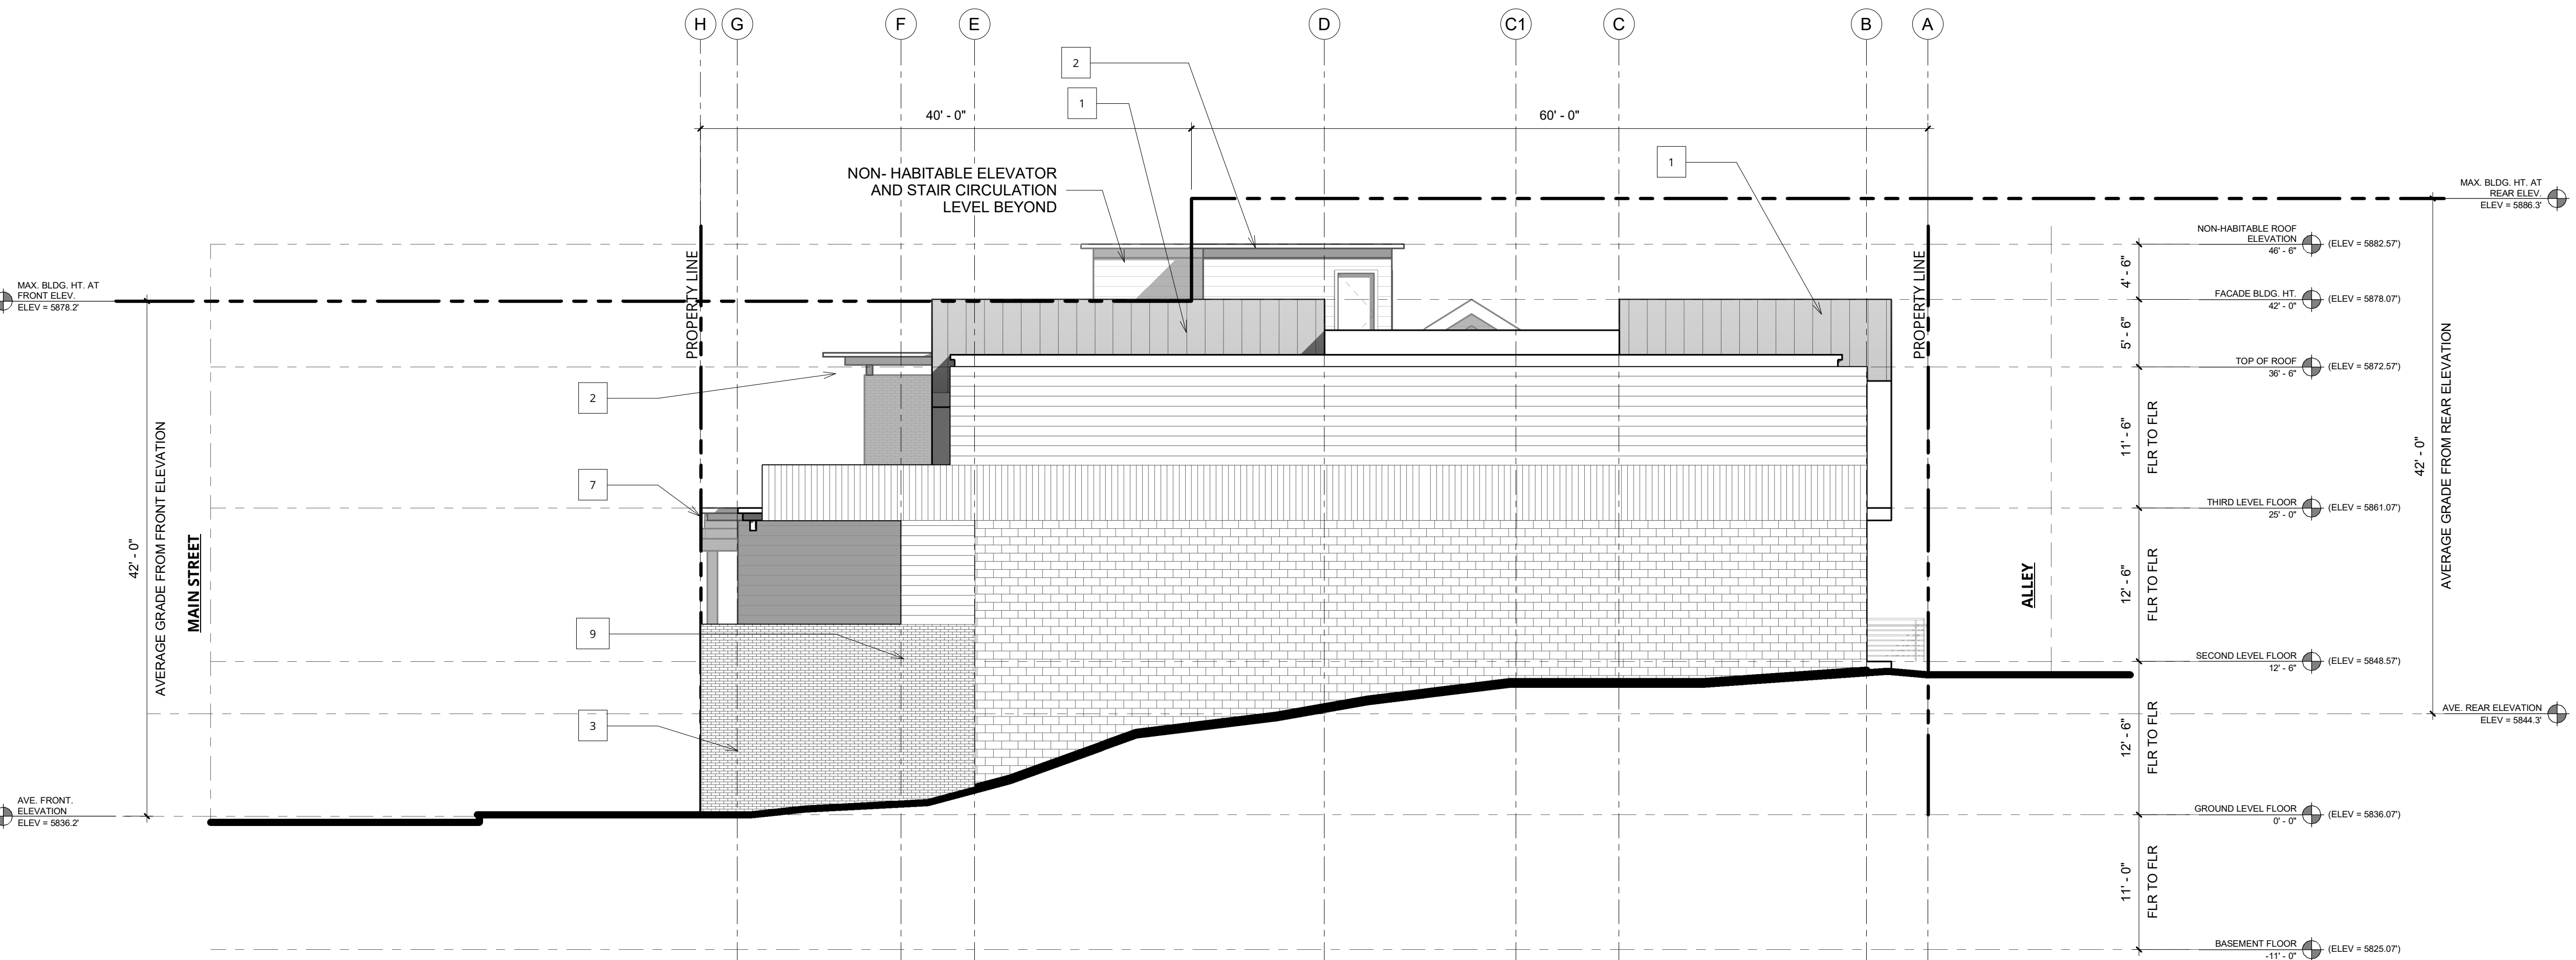 H
G
F
E
D
C1
C
B
A
2
1
40' - 0"
60' - 0"
NON- HABITABLE ELEVATOR
AND STAIR CIRCULATION
LEVEL BEYOND
1
MAX. BLDG. HT. AT
REAR ELEV.
ELEV = 5886.3'
NON-HABITABLE ROOF
ELEVATION
46' - 6"
(ELEV = 5882.57')
4' - 6"
MAX. BLDG. HT. AT
FRONT ELEV.
ELEV = 5878.2'
PROPERTY LINE
PROPERTY LINE
FACADE BLDG. HT.
42' - 0"
(ELEV = 5878.07')
5' - 6"
TOP OF ROOF
36' - 6"
(ELEV = 5872.57')
2
11' - 6"
FLR TO FLR
7
THIRD LEVEL FLOOR
25' - 0"
(ELEV = 5861.07')
42' - 0"
AVERAGE GRADE FROM FRONT ELEVATION
MAIN STREET
ALLEY
12' - 6"
FLR TO FLR
42' - 0"
AVERAGE GRADE FROM REAR ELEVATION
9
SECOND LEVEL FLOOR
12' - 6"
(ELEV = 5848.57')
3
12' - 6"
FLR TO FLR
AVE. REAR ELEVATION
ELEV = 5844.3'
AVE. FRONT.
ELEVATION
ELEV = 5836.2'
GROUND LEVEL FLOOR
0' - 0"
(ELEV = 5836.07')
11' - 0"
FLR TO FLR
BASEMENT FLOOR
-11' - 0"
(ELEV = 5825.07')